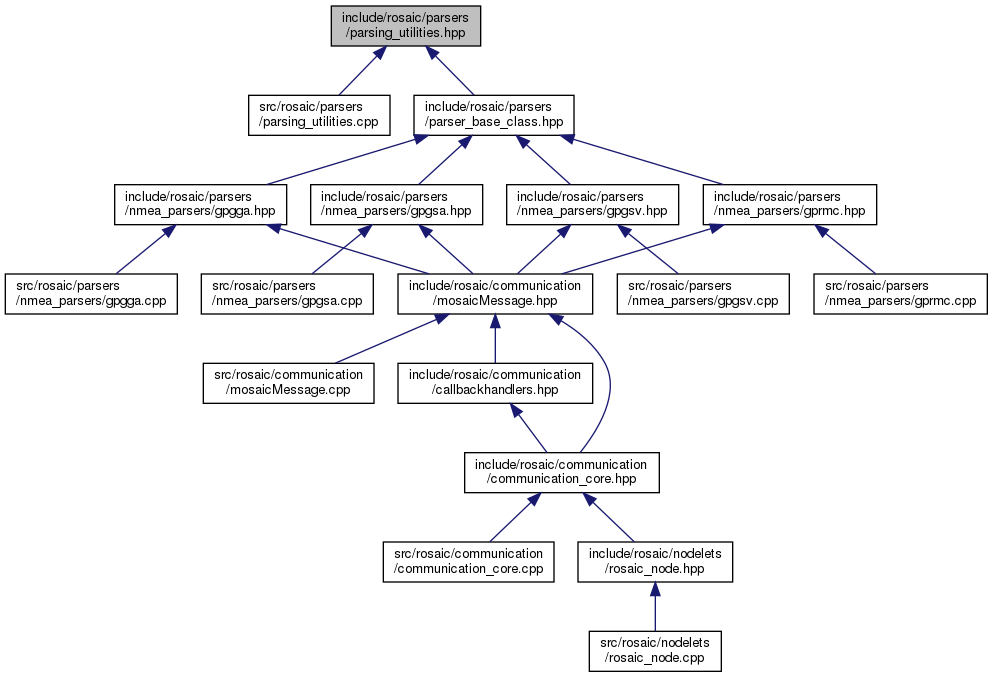 include/rosaic/parsers
/parsing_utilities.hpp
src/rosaic/parsers
/parsing_utilities.cpp
include/rosaic/parsers
/parser_base_class.hpp
include/rosaic/parsers
/nmea_parsers/gpgga.hpp
include/rosaic/parsers
/nmea_parsers/gpgsa.hpp
include/rosaic/parsers
/nmea_parsers/gpgsv.hpp
include/rosaic/parsers
/nmea_parsers/gprmc.hpp
src/rosaic/parsers
/nmea_parsers/gpgga.cpp
src/rosaic/parsers
/nmea_parsers/gpgsa.cpp
include/rosaic/communication
/mosaicMessage.hpp
src/rosaic/parsers
/nmea_parsers/gpgsv.cpp
src/rosaic/parsers
/nmea_parsers/gprmc.cpp
src/rosaic/communication
/mosaicMessage.cpp
include/rosaic/communication
/callbackhandlers.hpp
include/rosaic/communication
/communication_core.hpp
src/rosaic/communication
/communication_core.cpp
include/rosaic/nodelets
/rosaic_node.hpp
src/rosaic/nodelets
/rosaic_node.cpp